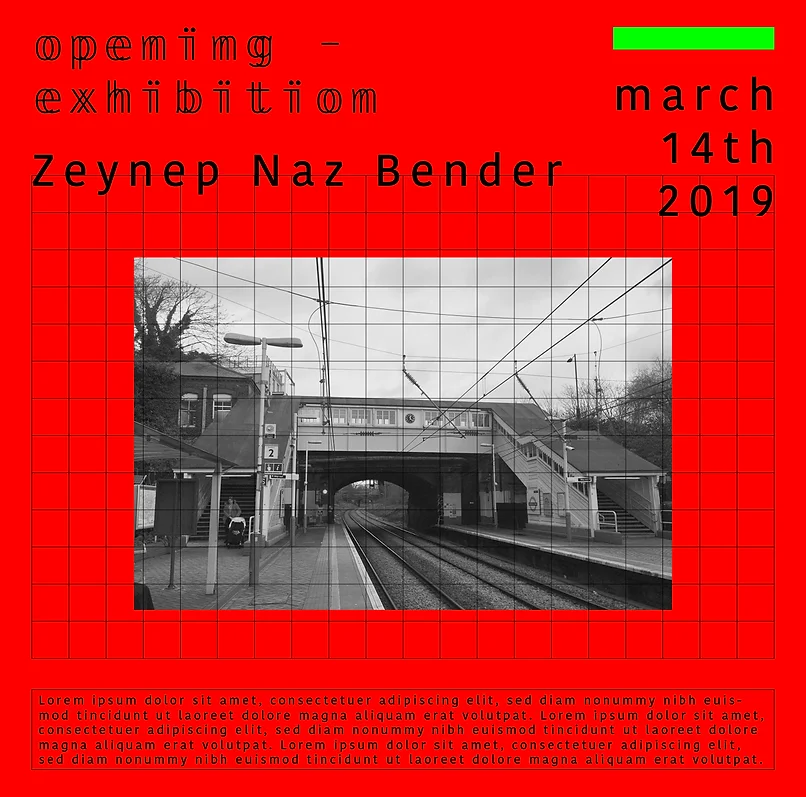 opening -
exhibition
Zeynep Naz Bender
march
14th
2019
2
Lorem ipsum dolor sit amet, consectetuer adipiscing elit, sed diam nonummy nibh euis-
mod tincidunt ut laoreet dolore magna aliquam erat volutpat. Lorem ipsum dolor sit amet,
consectetuer adipiscing elit, sed diam nonummy nibh euismod tincidunt ut laoreet dolore
magna aliquam erat volutpat. Lorem ipsum dolor sit amet, consectetuer adipiscing elit,
sed diam nonummy nibh euismod tincidunt ut laoreet dolore magna aliquam erat volutpat.